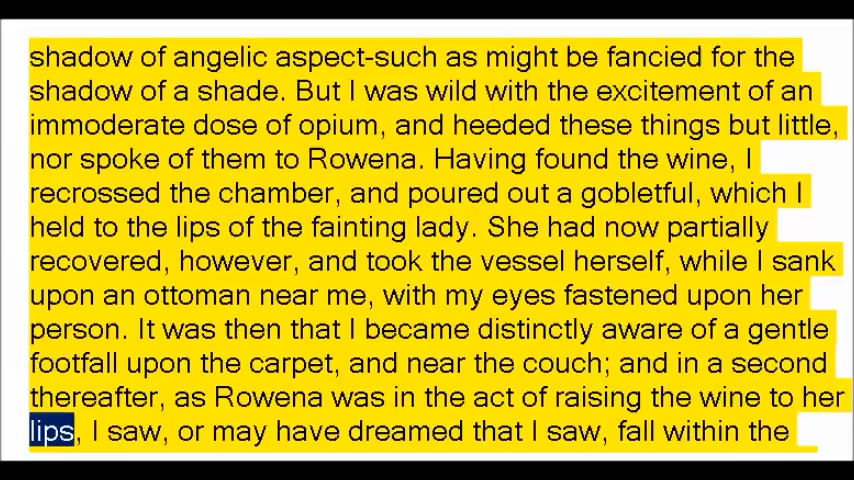 shadow of angelic aspect-such as might be fancied for the
shadow of a shade. But I was wild with the excitement of an
immoderate dose of opium, and heeded these things but little,
nor spoke of them to Rowena. Having found the wine, I
recrossed the chamber, and poured out a gobletful, which I
held to the lips of the fainting lady. She had now partially
recovered, however, and took the vessel herself, while I sank
upon an ottoman near me, with my eyes fastened upon her
person. It was then that I became distinctly aware of a gentle
footfall upon the carpet, and near the couch; and in a second
thereafter, as Rowena was in the act of raising the wine to her
lips, I saw, or may have dreamed that I saw, fall within the